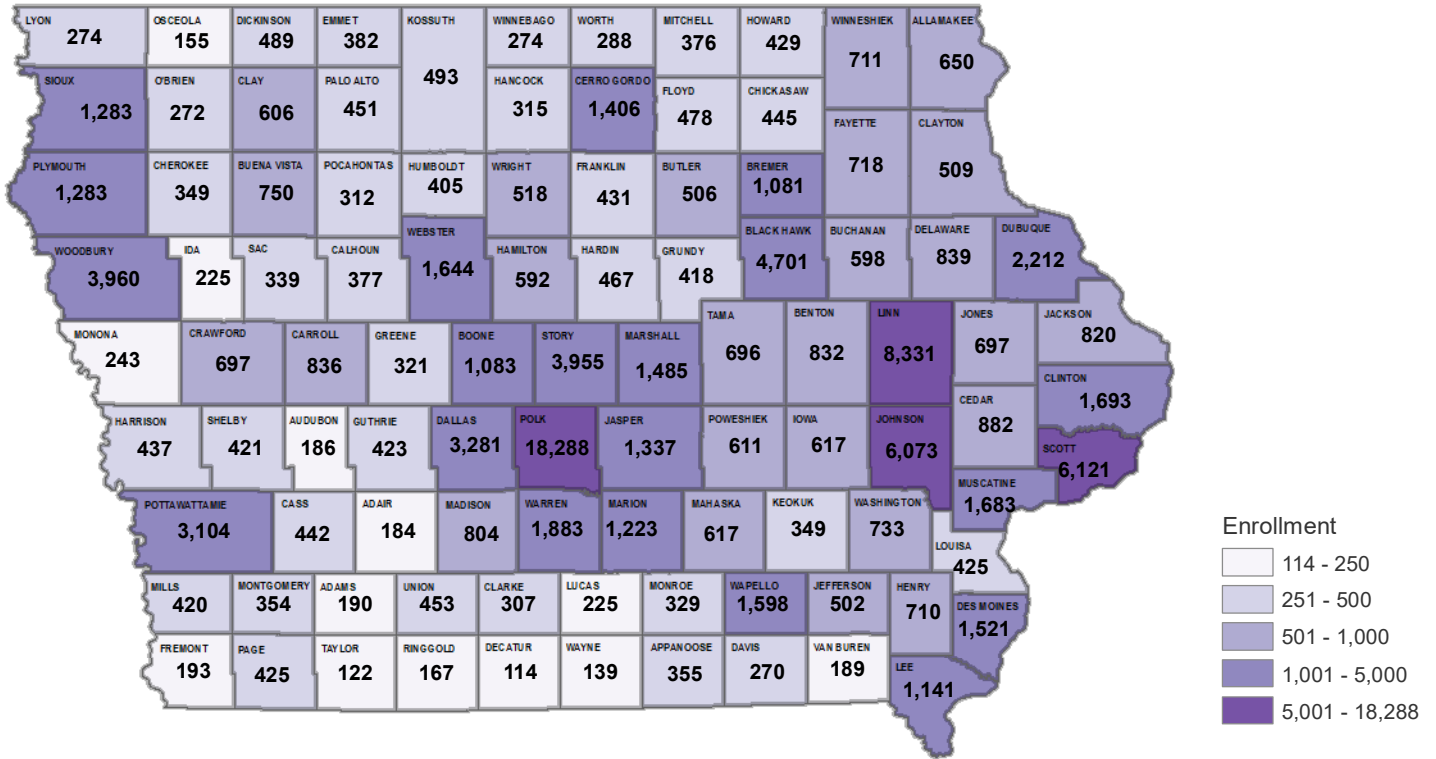 LYON
274
OSCEOLA
155
DICKINSON
489
EMMET
382
KOSSUTH
493
WINNEBAGO
274
WORTH
288
MITCHELL
376
HOWARD
429
WINNESHIEK
711
ALLAMAKEE
650
SIOUX
1,283
O'BRIEN
272
CLAY
606
PALO ALTO
451
HANCOCK
315
CERRO GORDO
1,406
FLOYD
478
CHICKASAW
445
FAYETTE
718
CLAYTON
509
PLYMOUTH
1,283
CHEROKEE
349
BUENA VISTA
750
POCAHONTAS
312
HUMBOLDT
405
WRIGHT
518
FRANKLIN
431
BUTLER
506
BREMER
1,081
WOODBURY
3,960
IDA
225
SAC
339
CALHOUN
377
WEBSTER
1,644
HAMILTON
592
HARDIN
467
GRUNDY
418
BLACK HAWK
4,701
BUCHANAN
598
DELAWARE
839
DUBUQUE
2,212
MONONA
243
CRAWFORD
697
CARROLL
836
GREENE
321
BOONE
1,083
STORY
3,955
MARSHALL
1,485
TAMA
696
BENTON
832
LINN
8,331
JONES
697
JACKSON
820
CLINTON
1,693
HARRISON
437
SHELBY
421
AUDUBON
186
GUTHRIE
423
DALLAS
3,281
POLK
18,288
JASPER
1,337
POWESHIEK
611
IOWA
617
JOHNSON
6,073
CEDAR
882
SCOTT
6,121
MUSCATINE
1,683
POTTAWATTAMIE
3,104
CASS
442
ADAIR
184
MADISON
804
WARREN
1,883
MARION
1,223
MAHASKA
617
KEOKUK
349
WASHINGTON
733
LOUISA
425
MILLS
420
MONTGOMERY
354
ADAMS
190
UNION
453
CLARKE
307
LUCAS
225
MONROE
329
WAPELLO
1,598
JEFFERSON
502
HENRY
710
DES MOINES
1,521
FREMONT
193
PAGE
425
TAYLOR
122
RINGGOLD
167
DECATUR
114
WAYNE
139
APPANOOSE
355
DAVIS
270
VAN BUREN
189
LEE
1,141
Enrollment
114 - 250
251 - 500
501 - 1,000
1,001 - 5,000
5,001 - 18,288